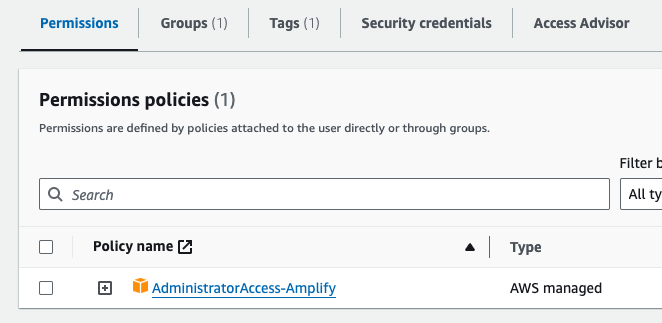 Permissions
Groups (1)
Tags (1)
Security credentials
Access Advisor
Permissions policies (1)
Permissions are defined by policies attached to the user directly or through groups.
Filter b
Search
All ty
Policy name
Type
AdministratorAccess-Amplify
AWS managed